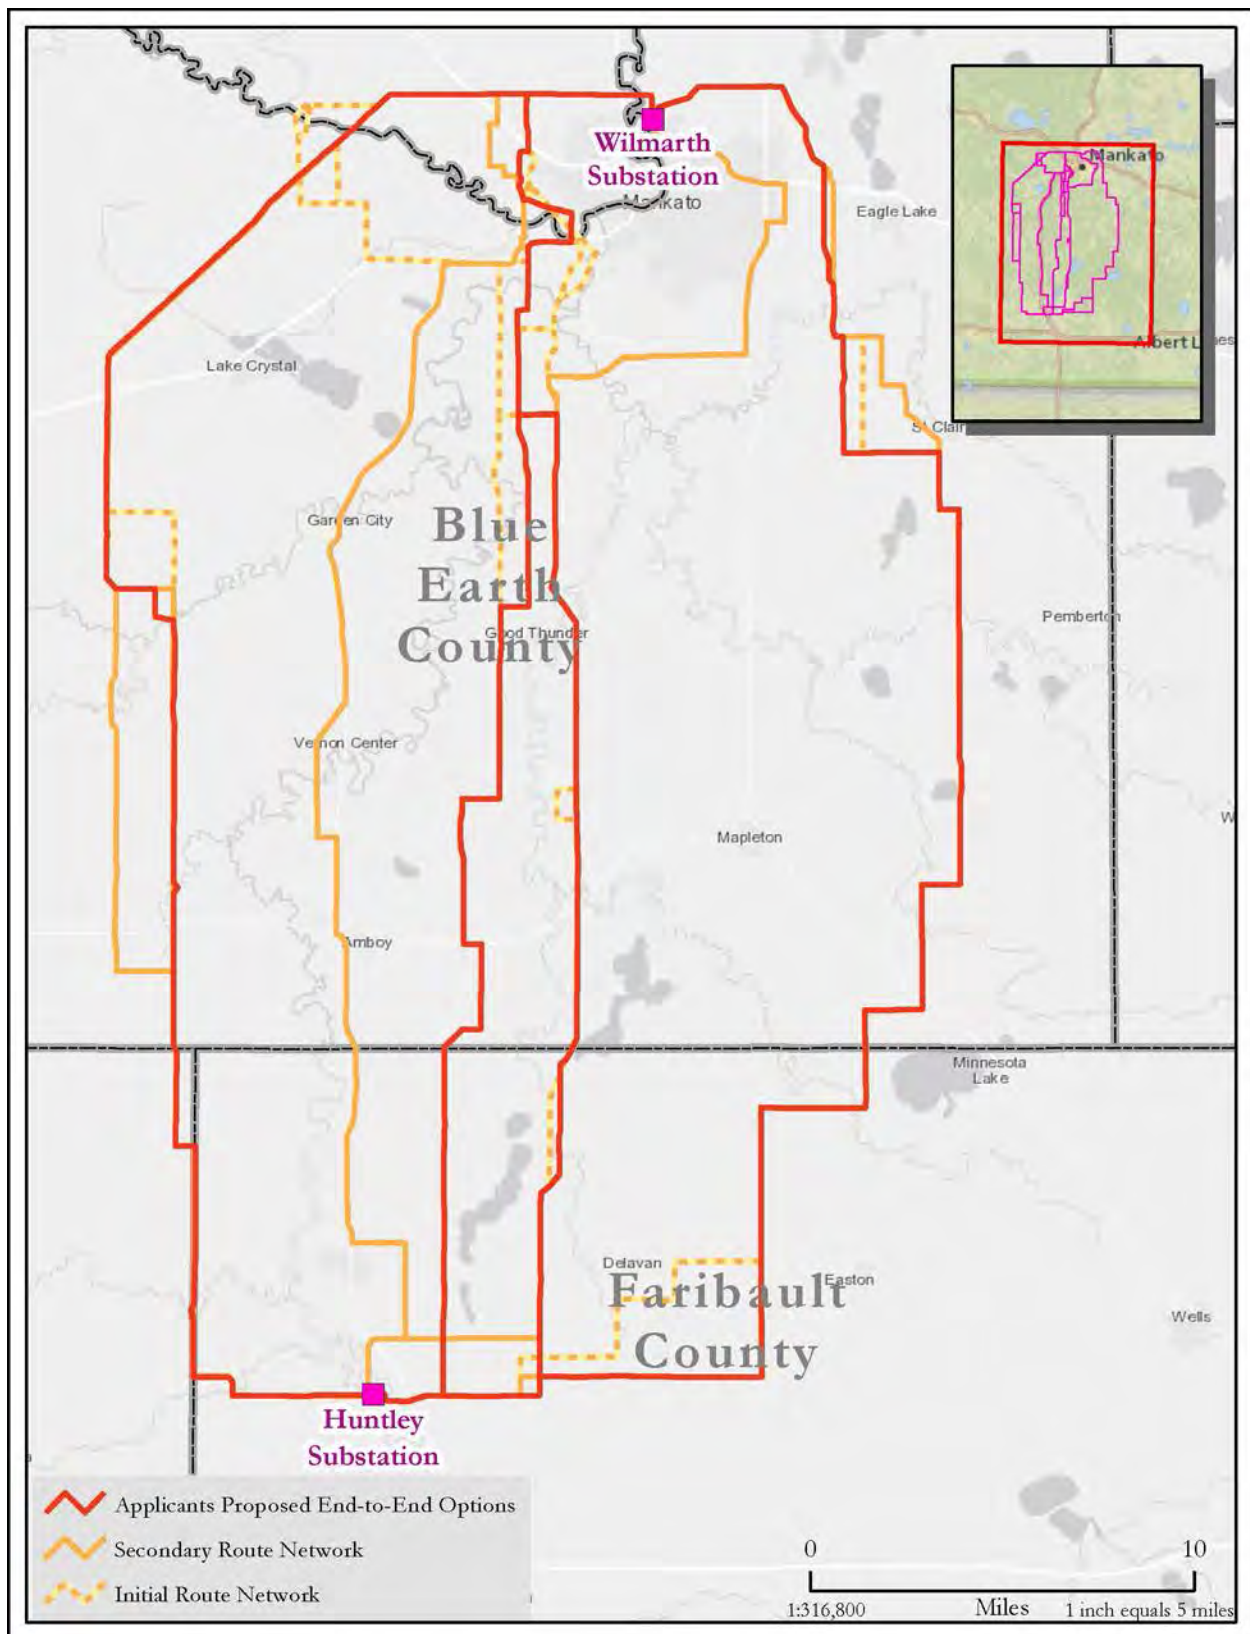 Wilmarth
Substation
Mankato
Eagle Lake
Mankato
Albert L
Lake Crystal
St Clair
Garden City
Blue
Earth
County
Good Thunder
Pemberton
Vernon Center
Mapleton
W
Amboy
Minnesota
Lake
Delavan
Easton
Faribault
County
Wells
Huntley
Substation
Applicants Proposed End-to-End Options
Secondary Route Network
Initial Route Network
0 10
1:316,800 Miles 1 inch equals 5 miles